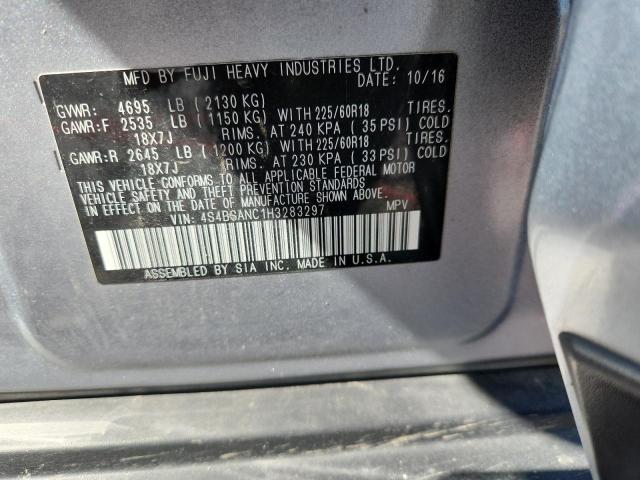 MFD BY FUJI HEAVY INDUSTRIES LTD.
DATE: 10/16
GVWR: 4695 LB (2130 KG)
GAWR:F 2535 LB (1150 KG) WITH 225/60R18 TIRES.
18X7J RIMS. AT 240 KPA (35 PSI) COLD
GAWR:R 2645 LB (1200 KG) WITH 225/60R18 TIRES.
18X7J RIMS. AT 230 KPA (33 PSI) COLD
THIS VEHICLE CONFORMS TO ALL APPLICABLE FEDERAL MOTOR
VEHICLE SAFETY, BUMPER, AND THEFT PREVENTION STANDARDS
IN EFFECT ON THE DATE OF MANUFACTURE SHOWN ABOVE.
VIN: 4S4BSANC1H3283297 MPV
ASSEMBLED BY SIA INC. MADE IN U.S.A.